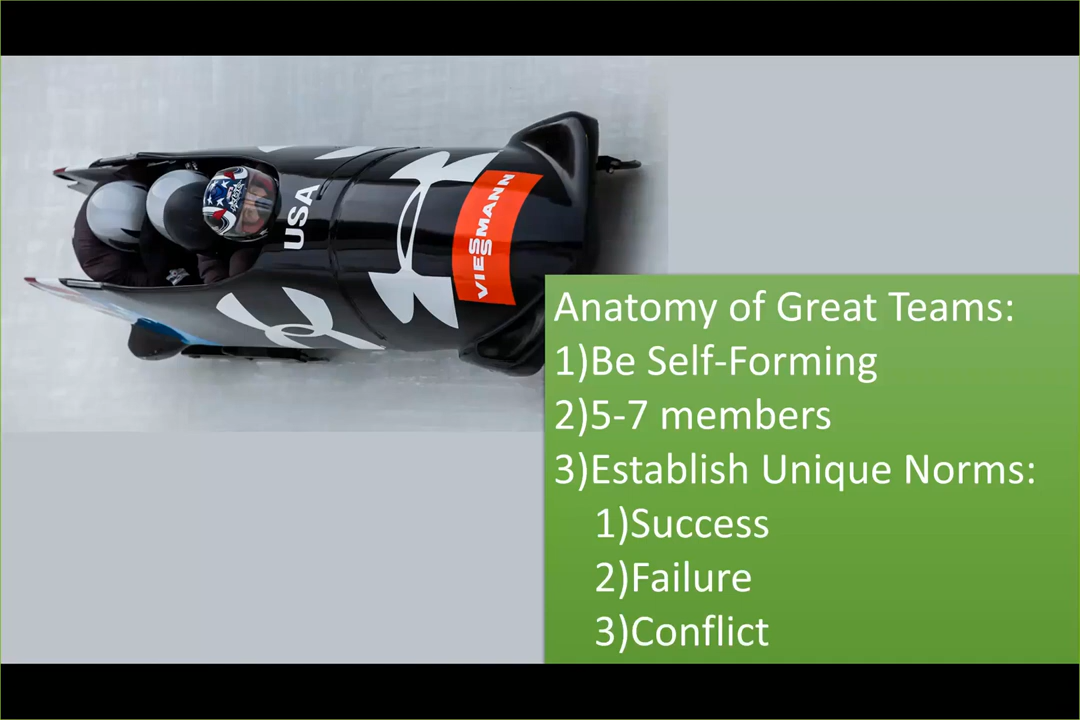 USA
VIESMANN
Anatomy of Great Teams:
1)Be Self-Forming
2)5-7 members
3)Establish Unique Norms:
1)Success
2)Failure
3)Conflict